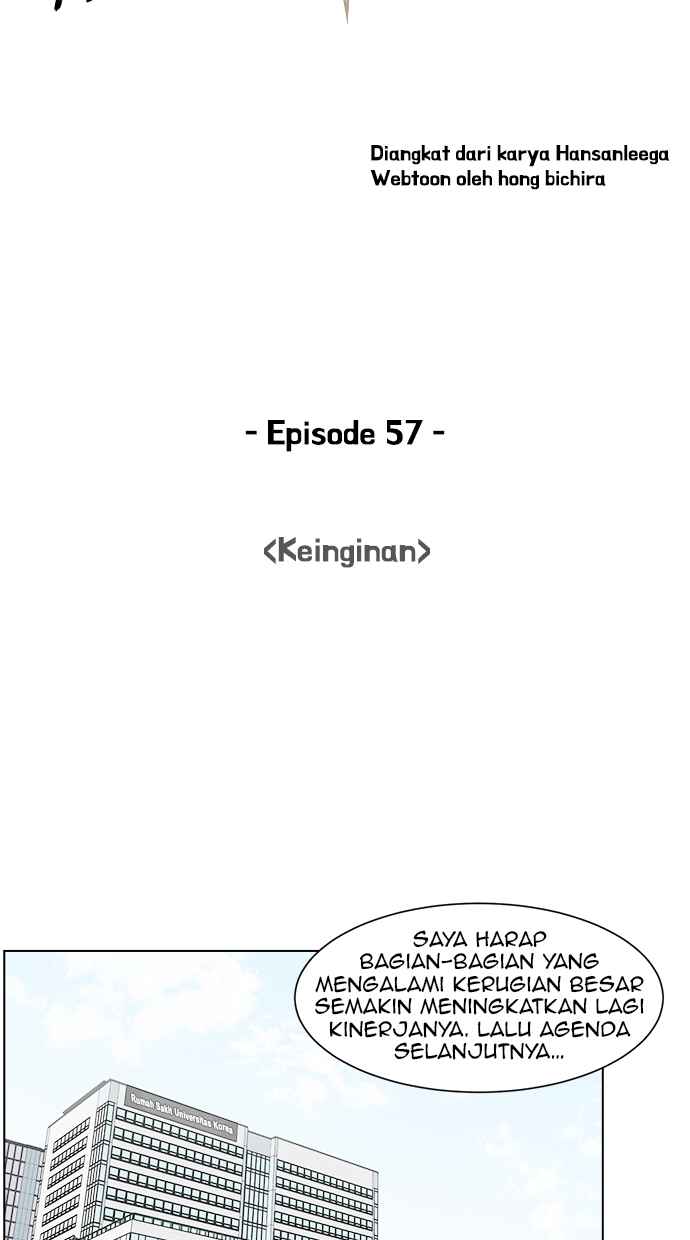 Diangkat dari karya Hansanleega
Webtoon oleh hong bichira
- Episode 57 -
<Keinginan>
SAYA HARAP
BAGIAN-BAGIAN YANG
MENGALAMI KERUGIAN BESAR
SEMAKIN MENINGKATKAN LAGI
KINERJANYA. LALU AGENDA
SELANJUTNYA...
Rumah Sakit Universitas Korea